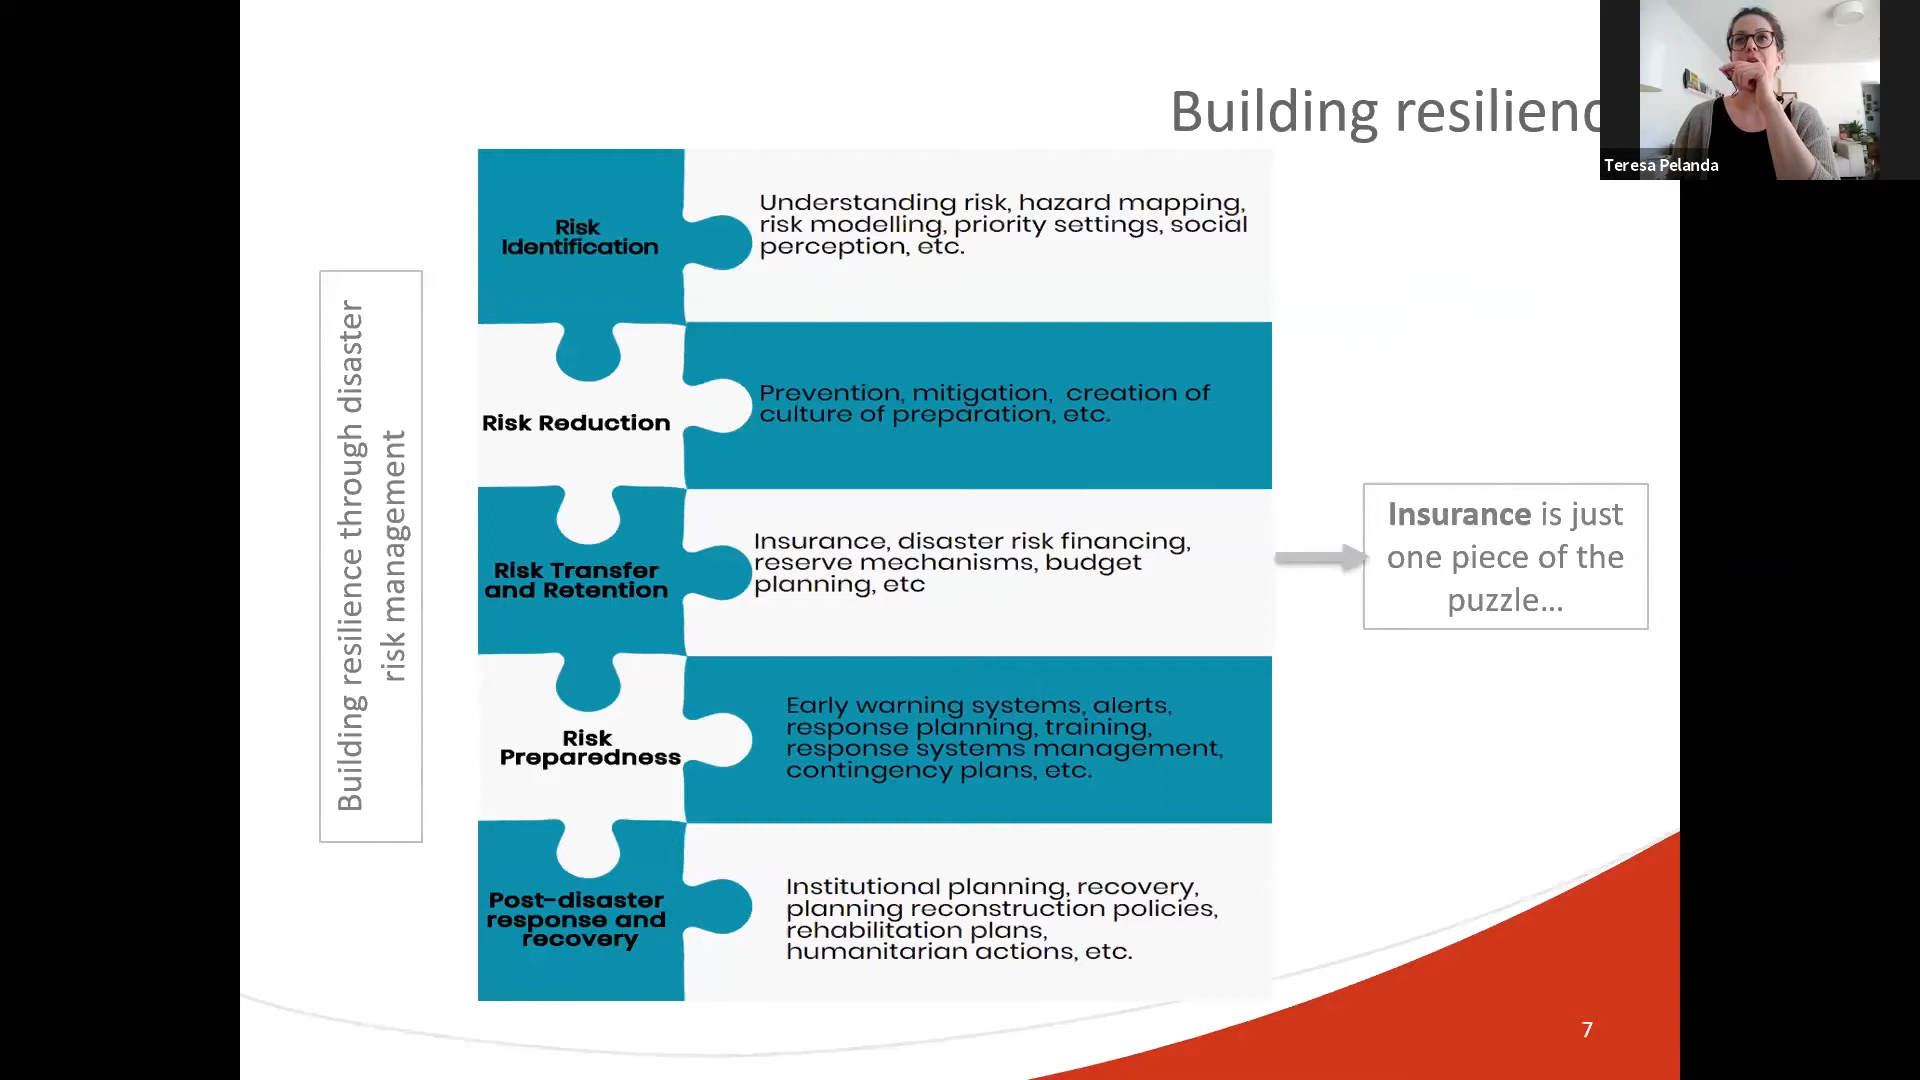 Building resilienc
Teresa Pelanda
Building resilience through disaster
risk management
Risk
Identification
Understanding risk, hazard mapping,
risk modelling, priority settings, social
perception, etc.
Risk Reduction
Prevention, mitigation,  creation of
culture of preparation, etc.
Risk Transfer
and Retention
Insurance, disaster risk financing,
reserve mechanisms, budget
planning, etc
Insurance is just
one piece of the
puzzle...
Risk
Preparedness
Early warning systems, alerts,
response planning, training,
response systems management,
contingency plans, etc.
Post-disaster
response and
recovery
Institutional planning, recovery,
planning reconstruction policies,
rehabilitation plans,
humanitarian actions, etc.
7